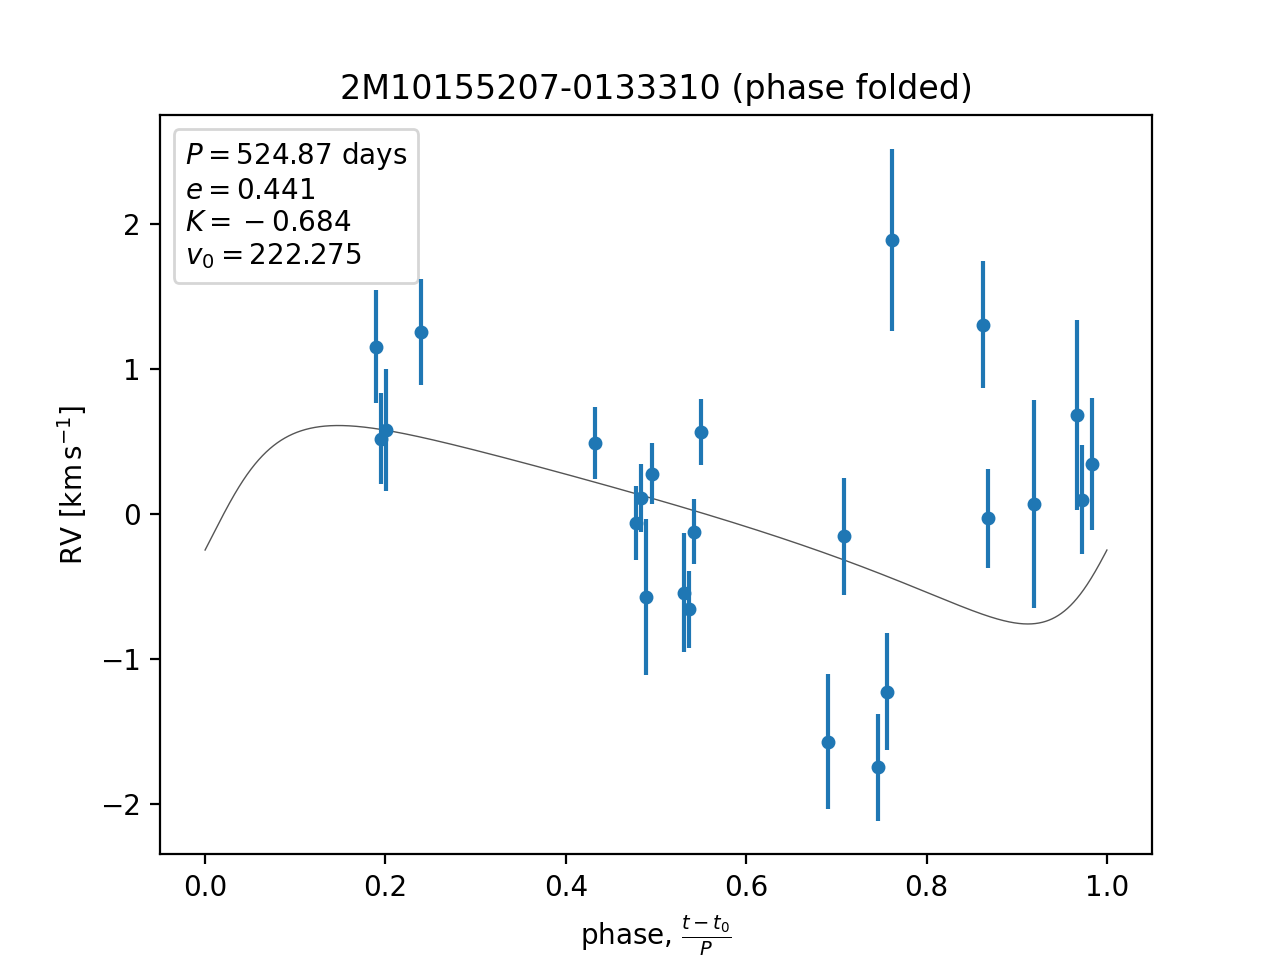 2M10155207-0133310 (phase folded)
P = 524.87 days
e = 0.441
K = −0.684
v₀ = 222.275
2
1
0
−1
−2
RV [km s⁻¹]
0.0 0.2 0.4 0.6 0.8 1.0
phase, (t − t₀)/P